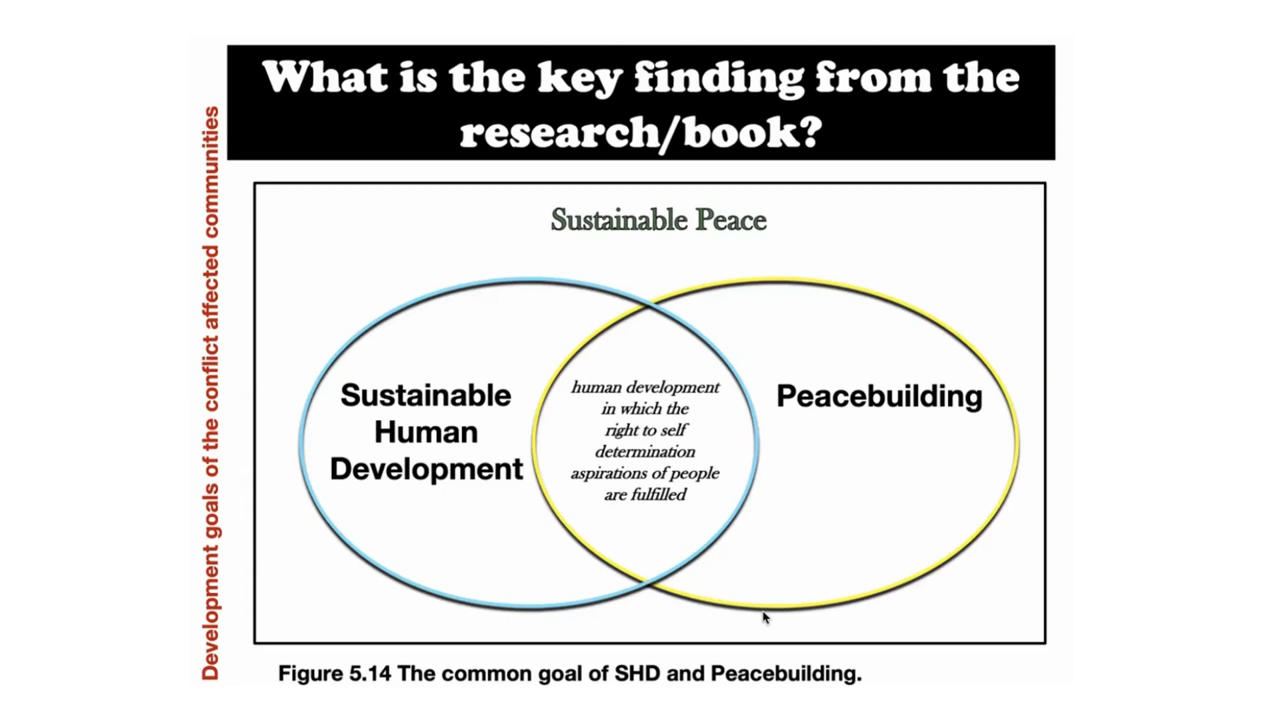 What is the key finding from the
research/book?
Development goals of the conflict affected communities
Sustainable Peace
Sustainable
Human
Development
human development
in which the
right to self
determination
aspirations of people
are fulfilled
Peacebuilding
Figure 5.14 The common goal of SHD and Peacebuilding.